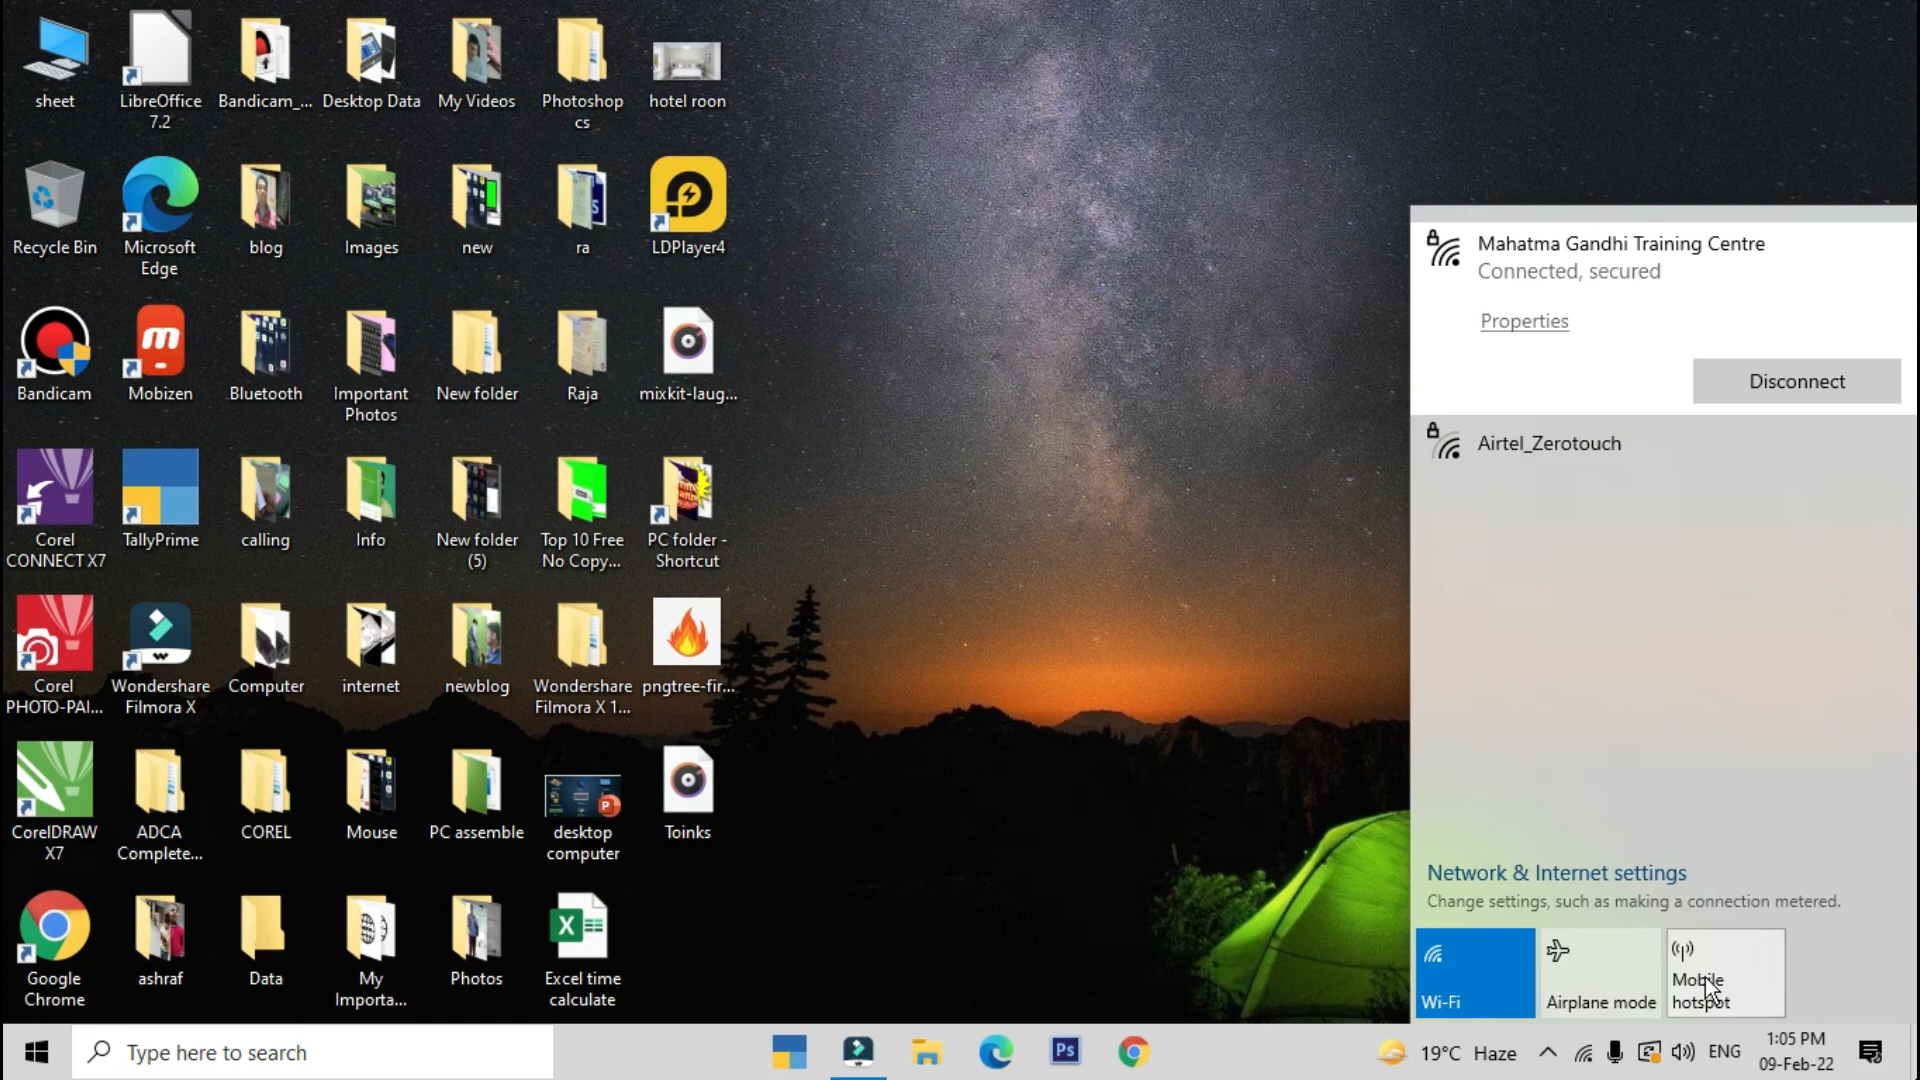 sheet
LibreOffice
7.2
Bandicam_...
Desktop Data
My Videos
Photoshop
cs
hotel roon
Recycle Bin
Microsoft
Edge
blog
Images
new
ra
LDPlayer4
Bandicam
Mobizen
Bluetooth
Important
Photos
New folder
Raja
mixkit-laug...
Corel
CONNECT X7
TallyPrime
calling
Info
New folder
(5)
Top 10 Free
No Copy...
PC folder -
Shortcut
Corel
PHOTO-PAI...
Wondershare
Filmora X
Computer
internet
newblog
Wondershare
Filmora X 1...
pngtree-fir...
CorelDRAW
X7
ADCA
Complete...
COREL
Mouse
PC assemble
desktop
computer
Toinks
Google
Chrome
ashraf
Data
My
Importa...
Photos
Excel time
calculate
Mahatma Gandhi Training Centre
Connected, secured
Properties
Disconnect
Airtel_Zerotouch
Network & Internet settings
Change settings, such as making a connection metered.
Wi-Fi
Airplane mode
Mobile
hotspot
Type here to search
Ps
19°C Haze
ENG
1:05 PM
09-Feb-22